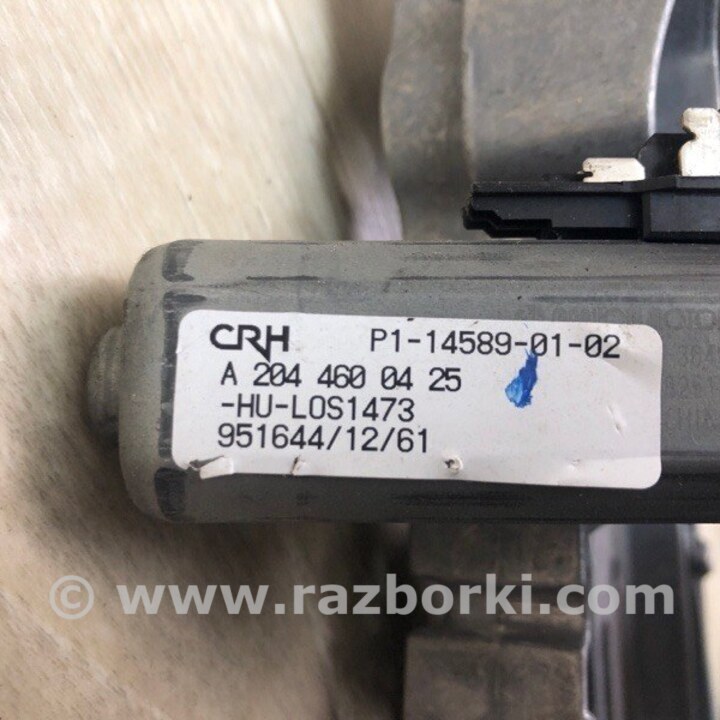 CRH P1-14589-01-02
A 204 460 04 25
-HU-LOS1473
951644/12/61
© www.razborki.com